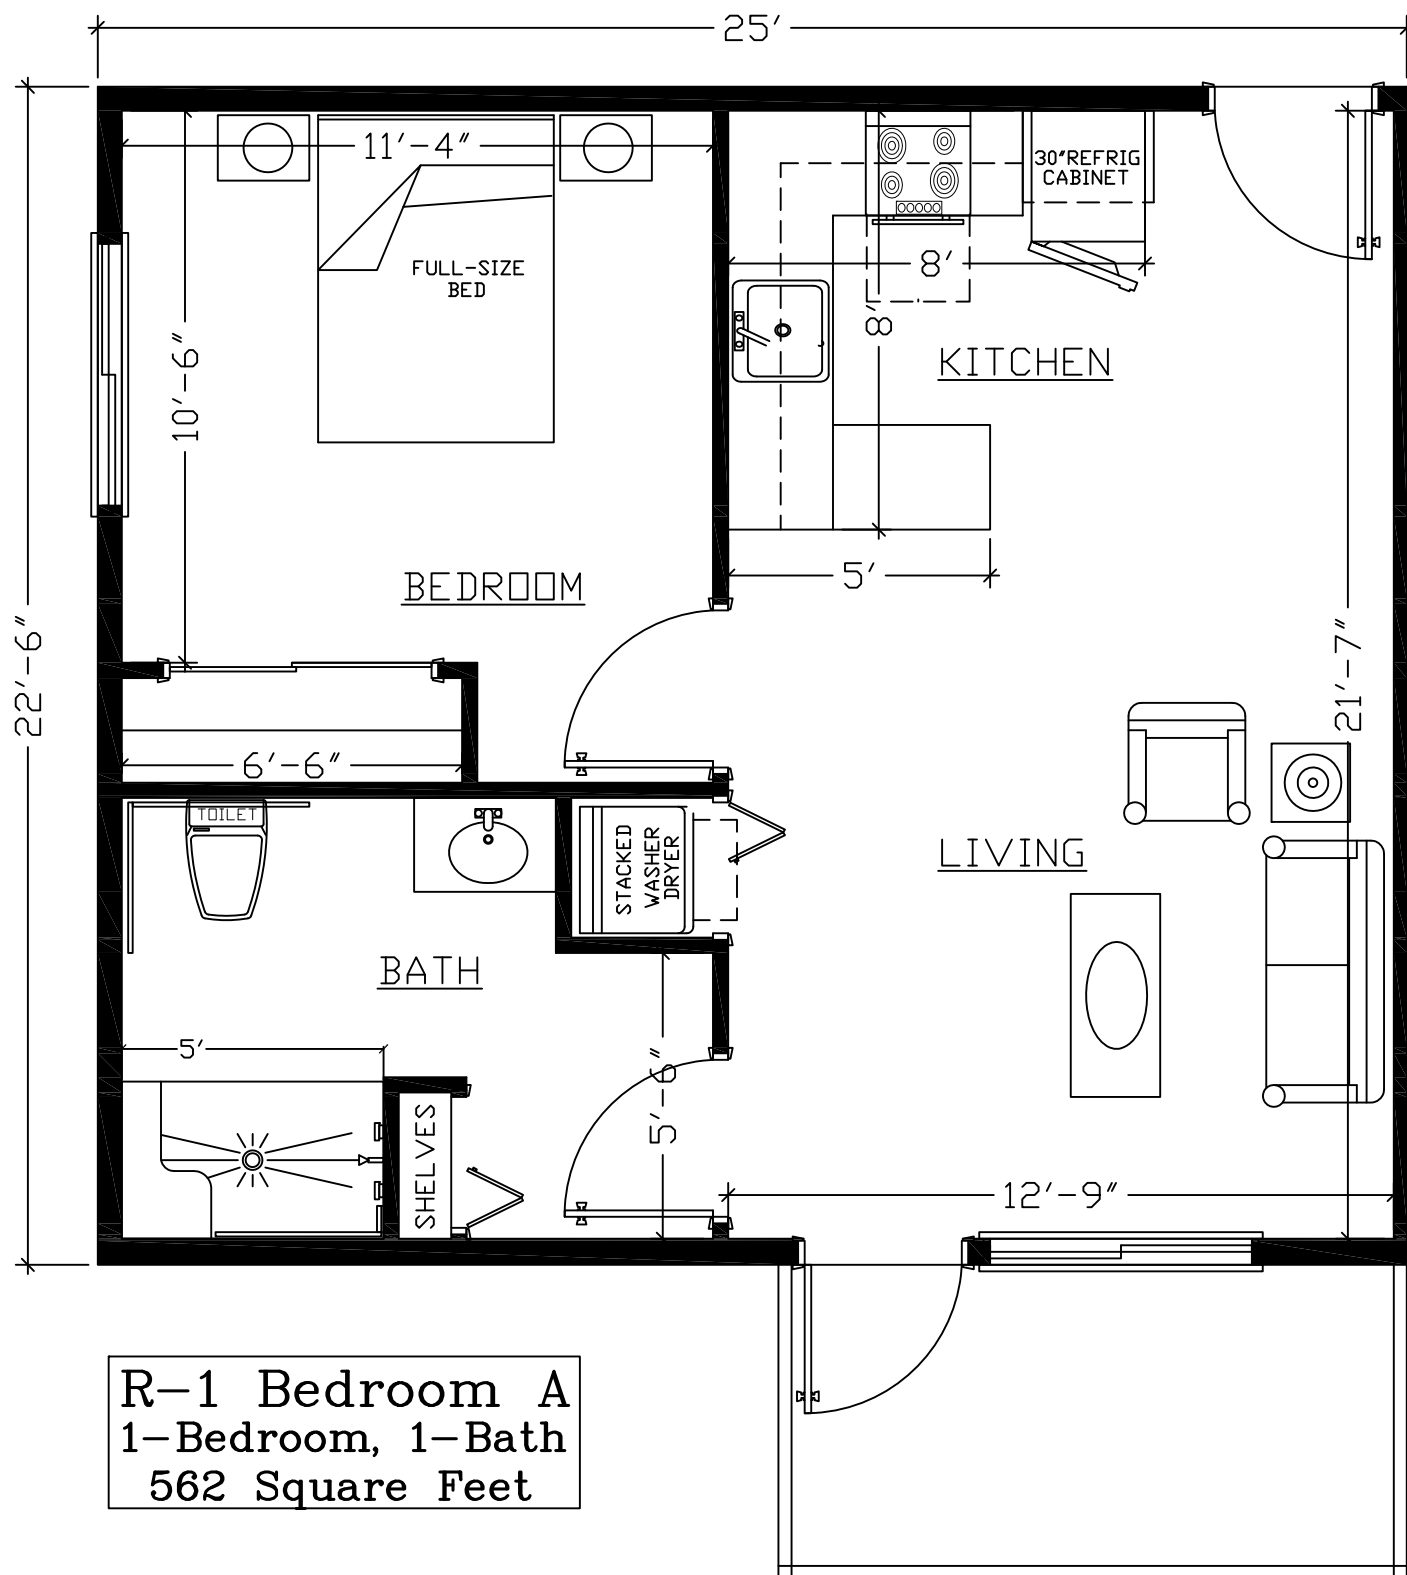 25'
11'-4"
30"REFRIG
CABINET
FULL-SIZE
BED
8'
8'
KITCHEN
10'-6"
BEDROOM
5'
22'-6"
21'-7"
6'-6"
TOILET
STACKED
WASHER
DRYER
LIVING
BATH
5'
5'-6"
SHELVES
12'-9"
R-1 Bedroom A
1-Bedroom, 1-Bath
562 Square Feet